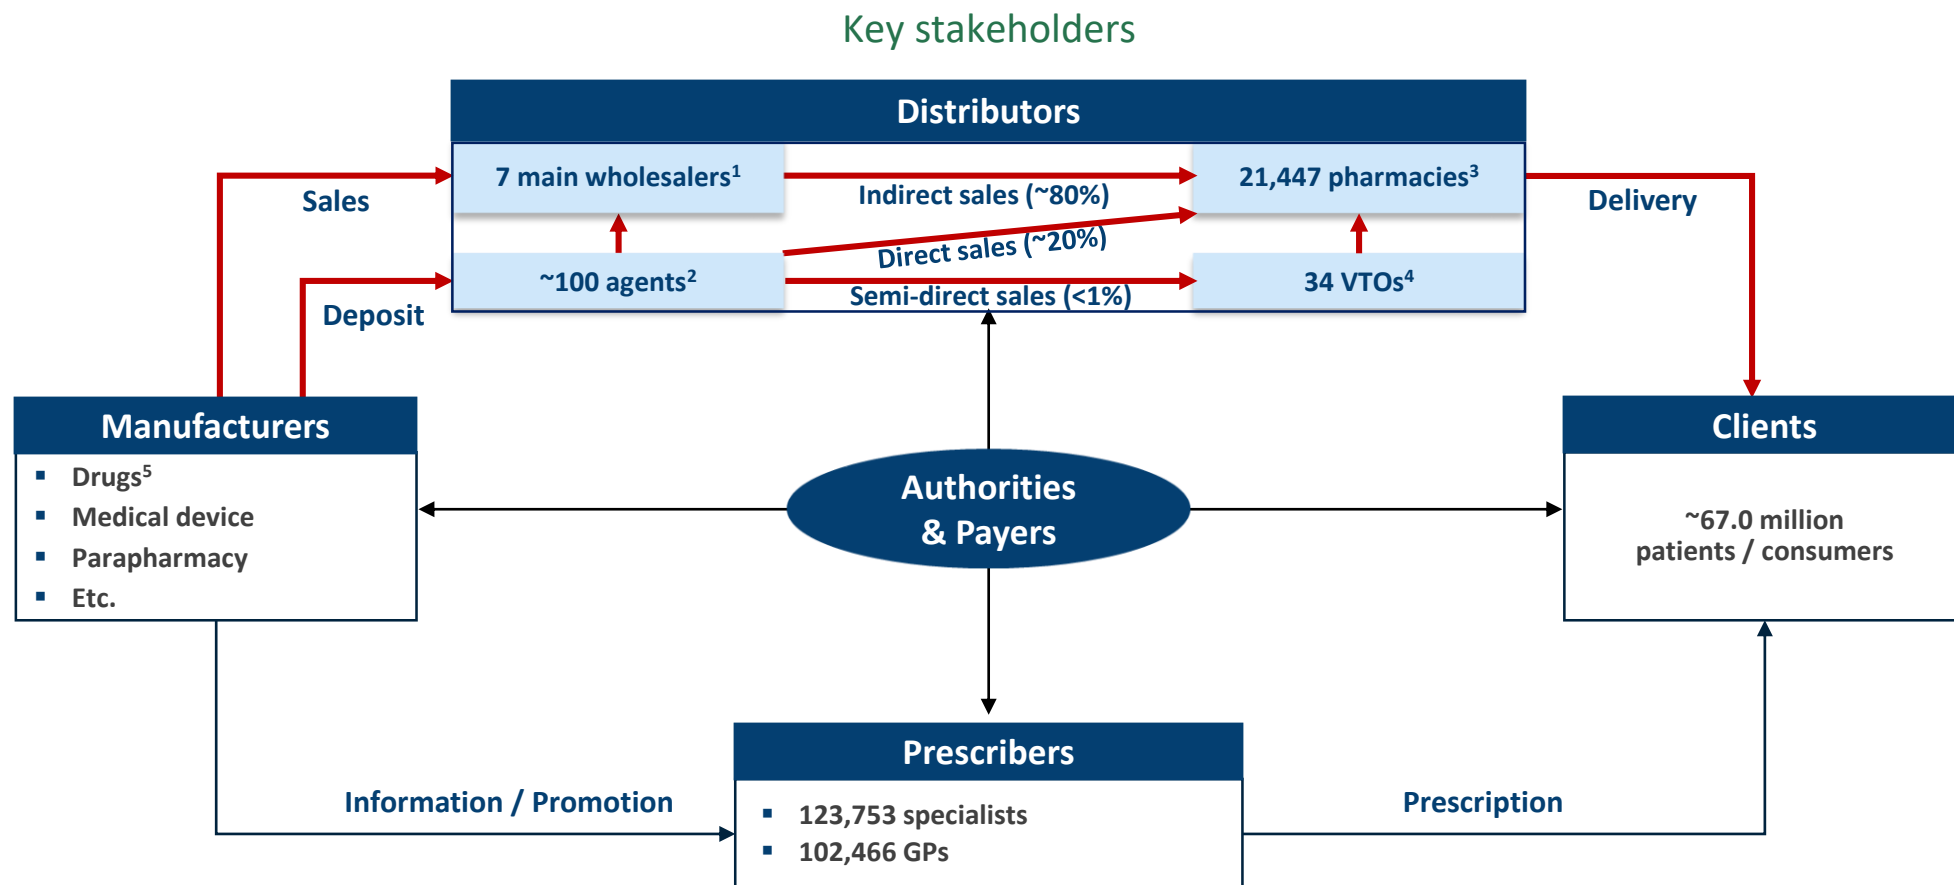 Key stakeholders
Distributors
7 main wholesalers¹
21,447 pharmacies³
Sales
Indirect sales (~80%)
Delivery
Direct sales (~20%)
~100 agents²
34 VTOs⁴
Semi-direct sales (<1%)
Deposit
Manufacturers
▪ Drugs⁵
▪ Medical device
▪ Parapharmacy
▪ Etc.
Authorities
& Payers
Clients
~67.0 million
patients / consumers
Prescribers
▪ 123,753 specialists
▪ 102,466 GPs
Information / Promotion
Prescription